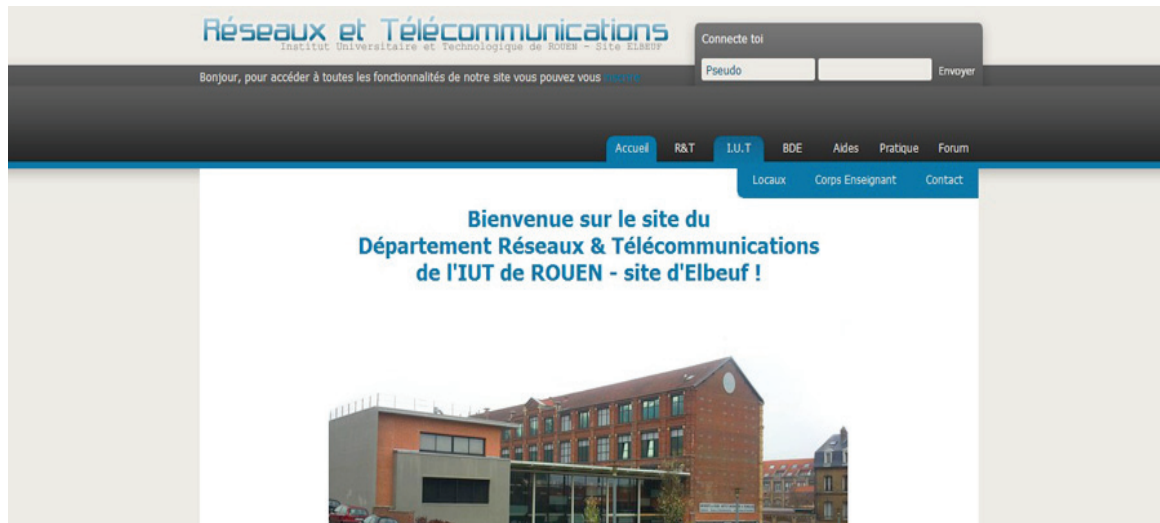 Réseaux et Télécommunications
Institut Universitaire et Technologique de ROUEN - Site ELBEUF
Connecte toi
Bonjour, pour accéder à toutes les fonctionnalités de notre site vous pouvez vous
Pseudo
Envoyer
Accueil R&T I.U.T BDE Aides Pratique Forum
Locaux Corps Enseignant Contact
Bienvenue sur le site du
Département Réseaux & Télécommunications
de l'IUT de ROUEN - site d'Elbeuf !